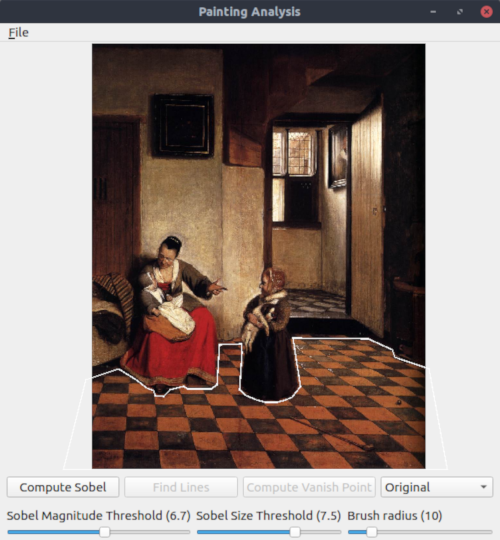 Painting Analysis
File
Compute Sobel
Find Lines
Compute Vanish Point
Original
Sobel Magnitude Threshold (6.7)
Sobel Size Threshold (7.5)
Brush radius (10)